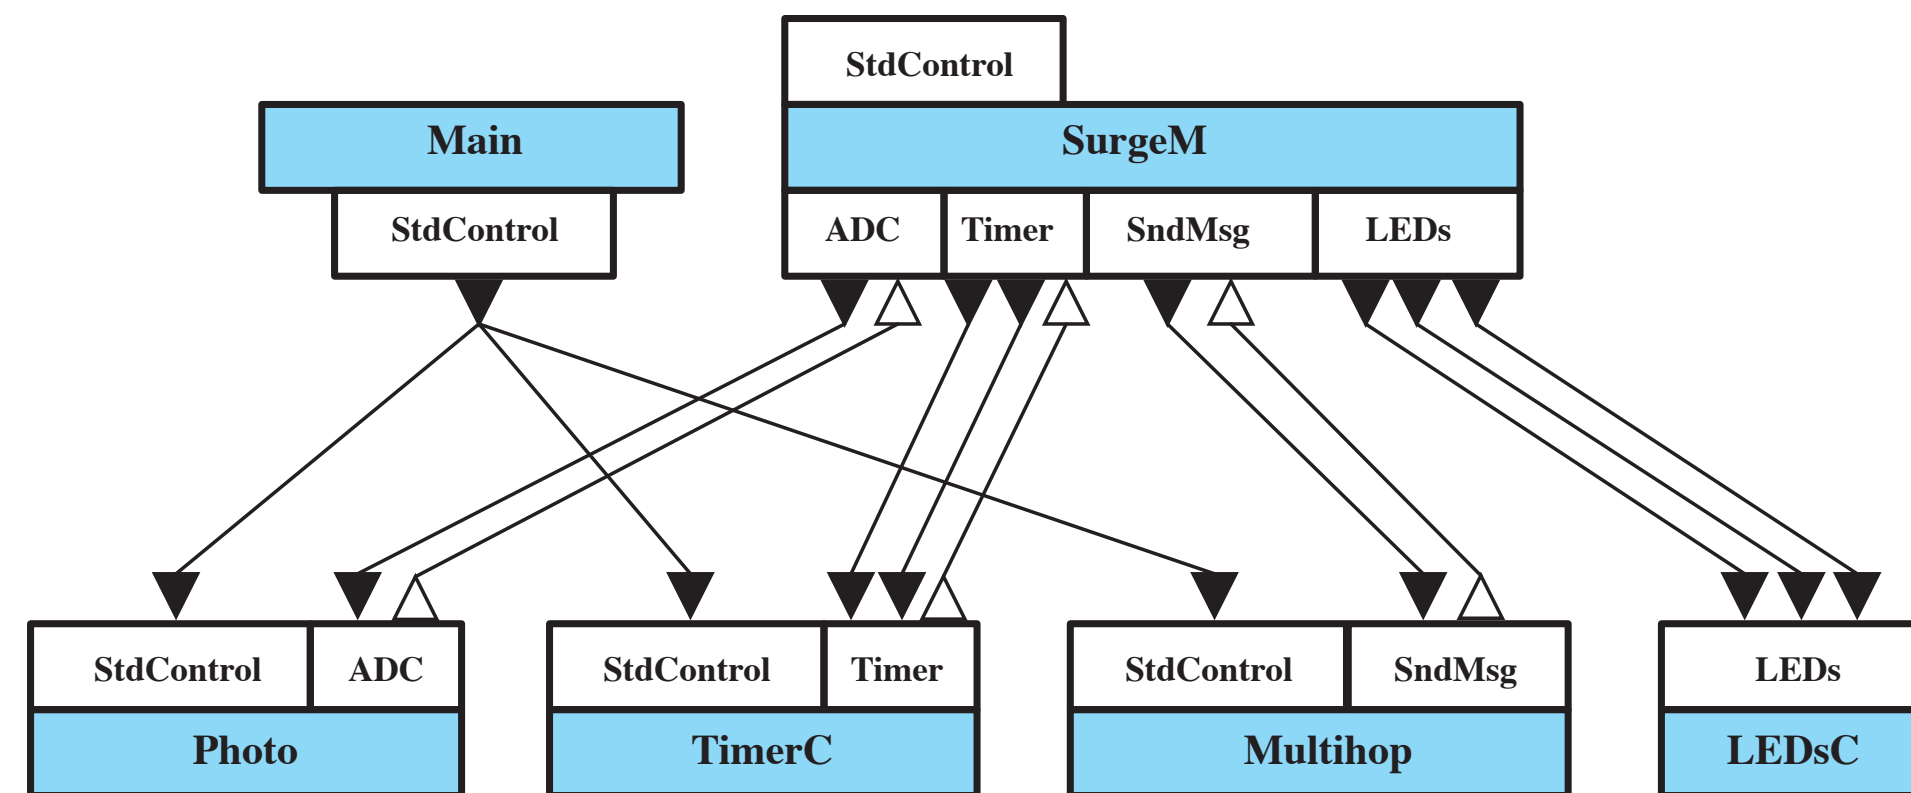 StdControl
Main
SurgeM
StdControl
ADC
Timer
SndMsg
LEDs
StdControl
ADC
StdControl
Timer
StdControl
SndMsg
LEDs
Photo
TimerC
Multihop
LEDsC